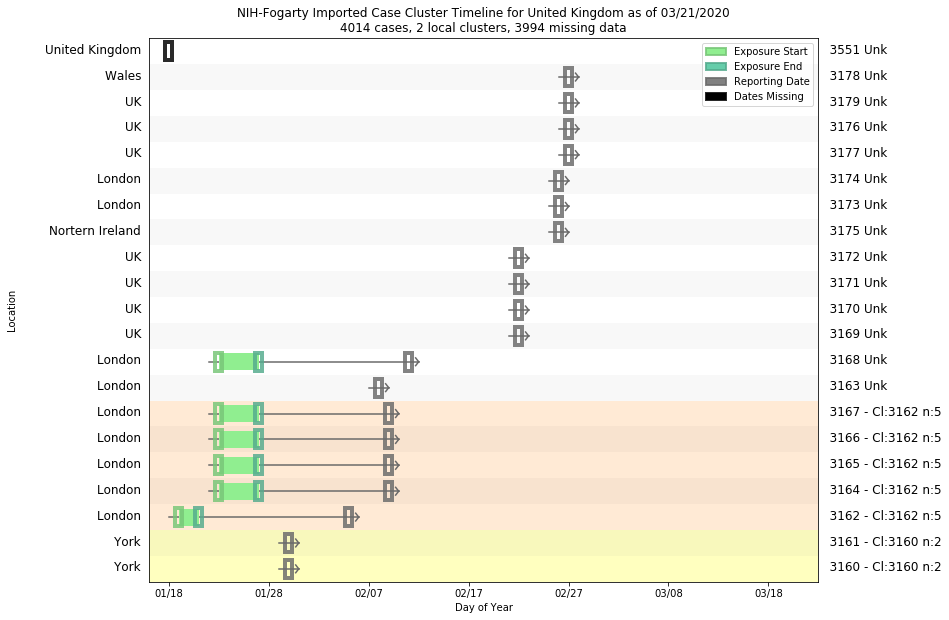 NIH-Fogarty Imported Case Cluster Timeline for United Kingdom as of 03/21/2020
4014 cases, 2 local clusters, 3994 missing data
Exposure Start
Exposure End
Reporting Date
Dates Missing
United Kingdom 3551 Unk
Wales 3178 Unk
UK 3179 Unk
UK 3176 Unk
UK 3177 Unk
London 3174 Unk
London 3173 Unk
Nortern Ireland 3175 Unk
UK 3172 Unk
UK 3171 Unk
UK 3170 Unk
UK 3169 Unk
London 3168 Unk
London 3163 Unk
London 3167 - Cl:3162 n:5
London 3166 - Cl:3162 n:5
London 3165 - Cl:3162 n:5
London 3164 - Cl:3162 n:5
London 3162 - Cl:3162 n:5
York 3161 - Cl:3160 n:2
York 3160 - Cl:3160 n:2
Location
01/18 01/28 02/07 02/17 02/27 03/08 03/18
Day of Year